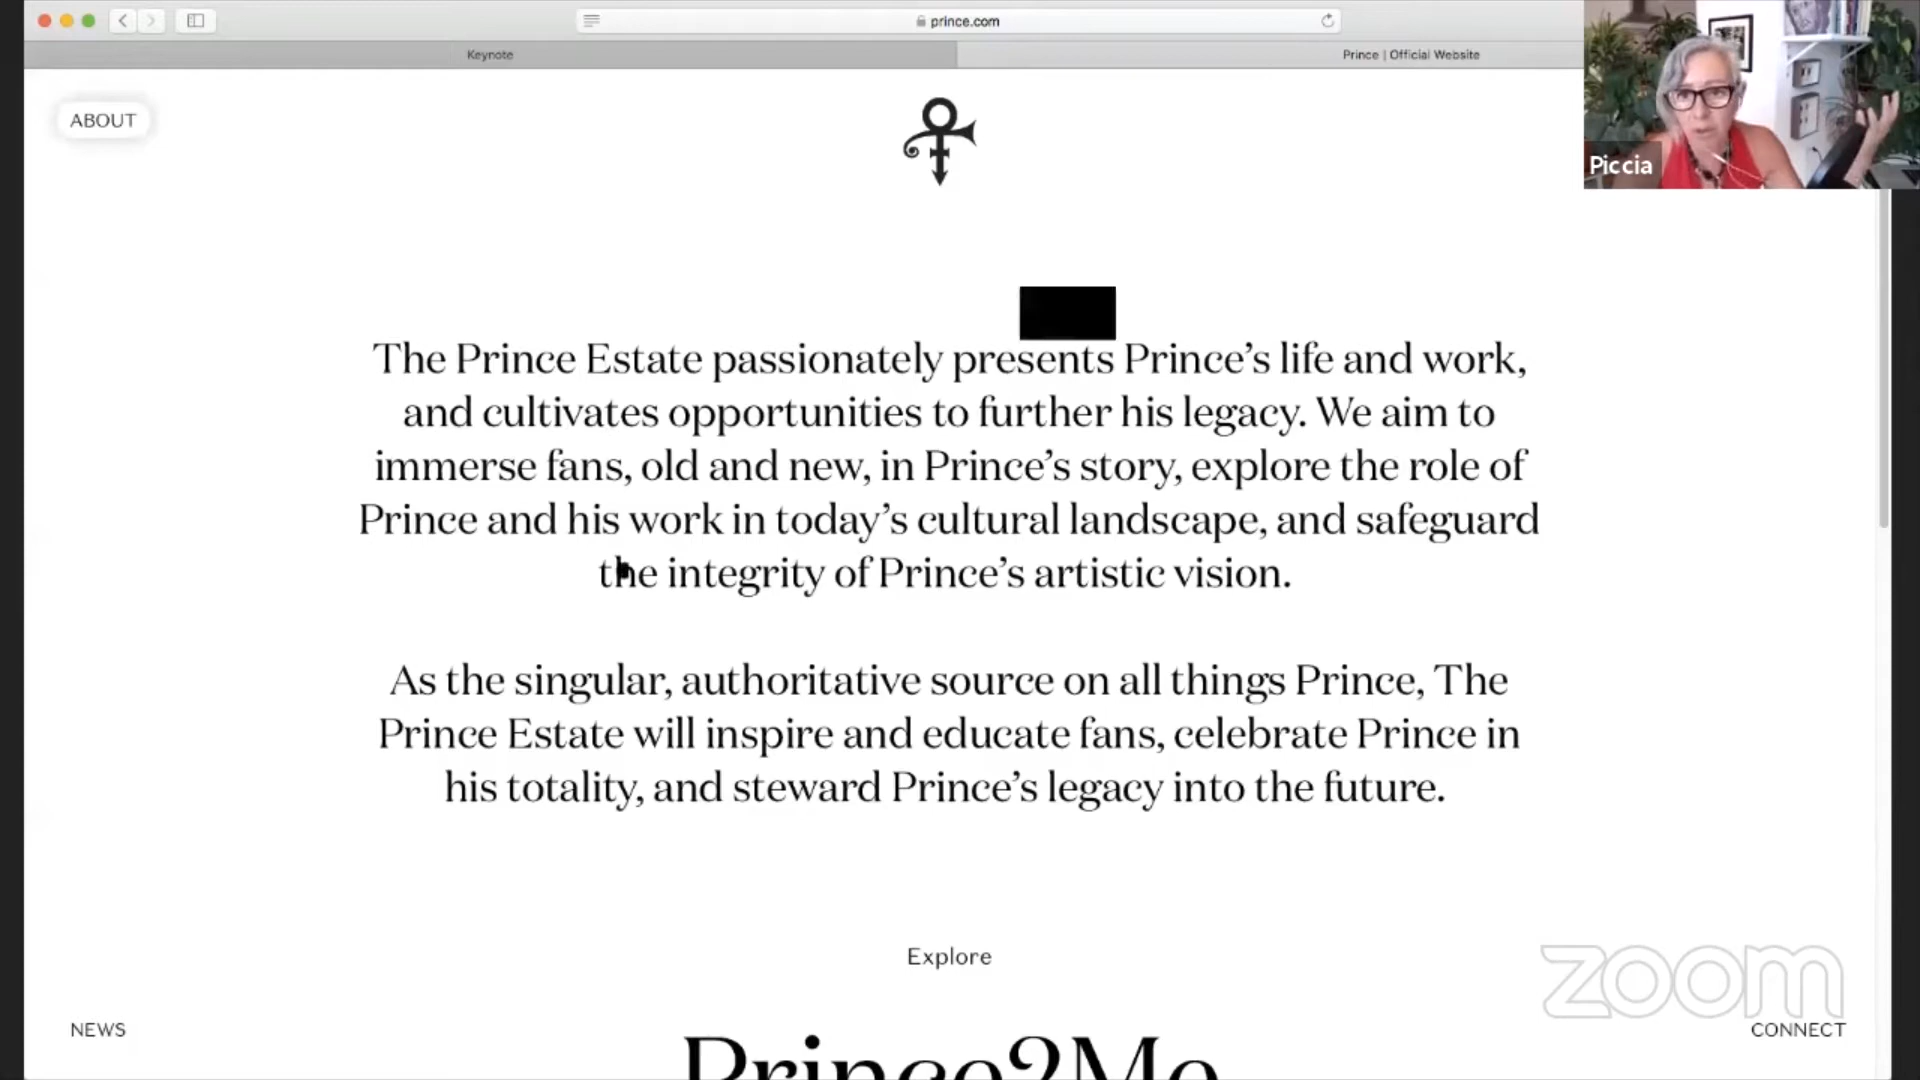 prince.com
Keynote
Prince | Official Website
Piccia
ABOUT
The Prince Estate passionately presents Prince’s life and work,
and cultivates opportunities to further his legacy. We aim to
immerse fans, old and new, in Prince’s story, explore the role of
Prince and his work in today’s cultural landscape, and safeguard
the integrity of Prince’s artistic vision.
As the singular, authoritative source on all things Prince, The
Prince Estate will inspire and educate fans, celebrate Prince in
his totality, and steward Prince’s legacy into the future.
Explore
zoom
NEWS
CONNECT
Prince2Me